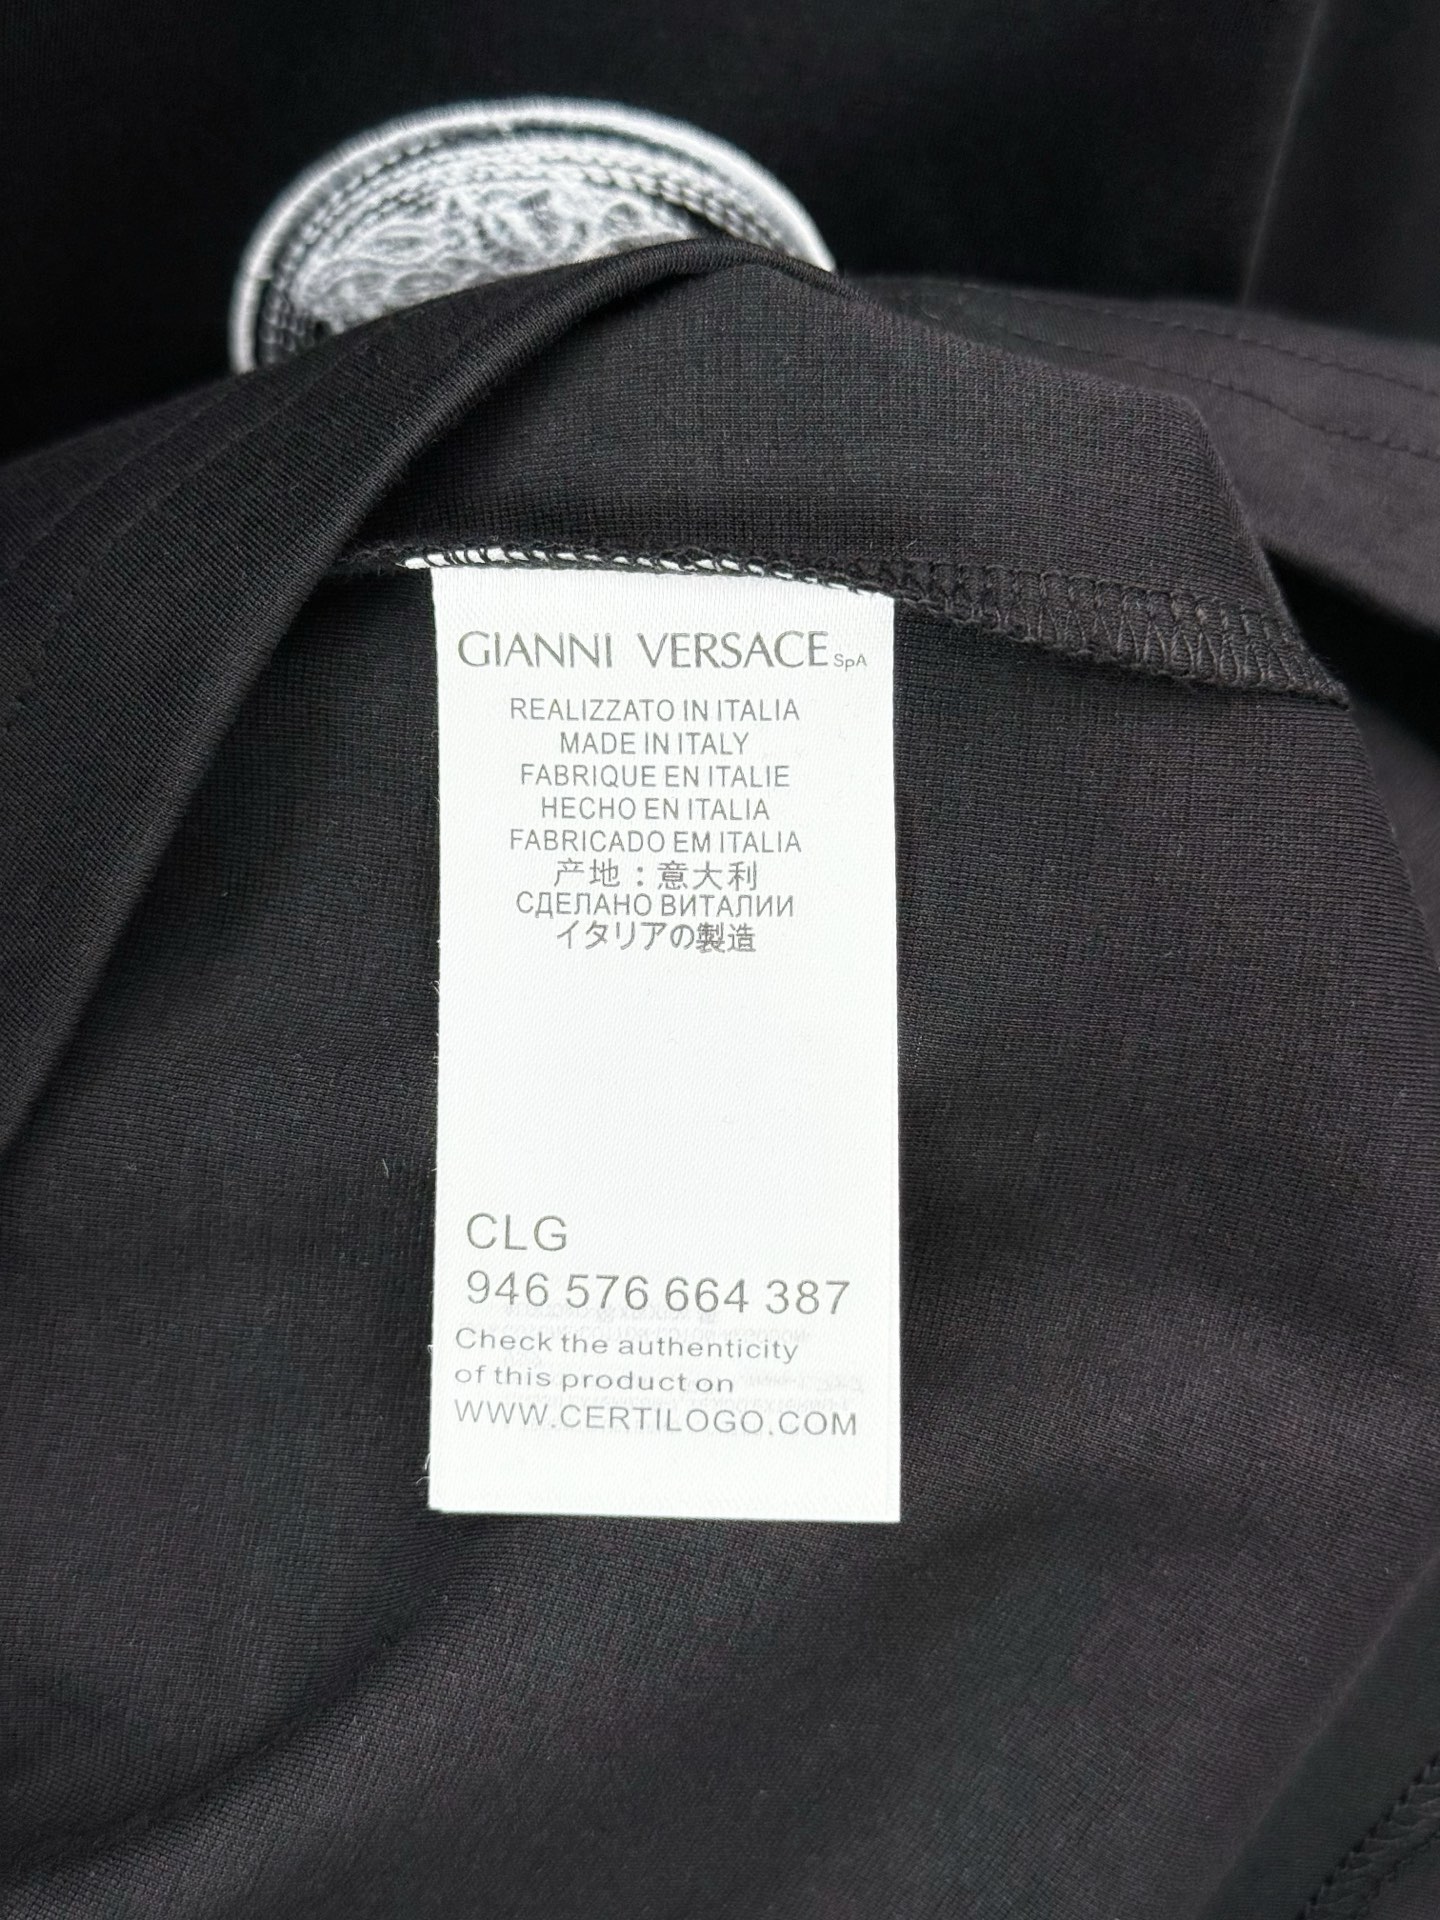 GIANNI VERSACE SpA
REALIZZATO IN ITALIA
MADE IN ITALY
FABRIQUE EN ITALIE
HECHO EN ITALIA
FABRICADO EM ITALIA
产地：意大利
СДЕЛАНО ВИТАЛИИ
イタリアの製造
CLG
946 576 664 387
Check the authenticity
of this product on
WWW.CERTILOGO.COM